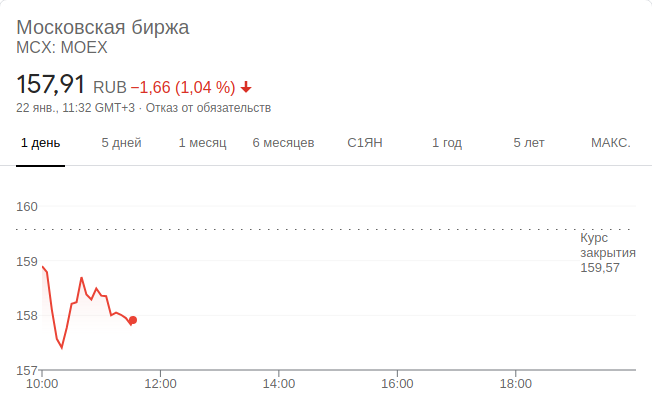 Московская биржа
MCX: MOEX
157,91 RUB −1,66 (1,04 %)
22 янв., 11:32 GMT+3 · Отказ от обязательств
1 день 5 дней 1 месяц 6 месяцев С1ЯН 1 год 5 лет МАКС.
160
Курс
закрытия
159,57
159
158
157
10:00 12:00 14:00 16:00 18:00